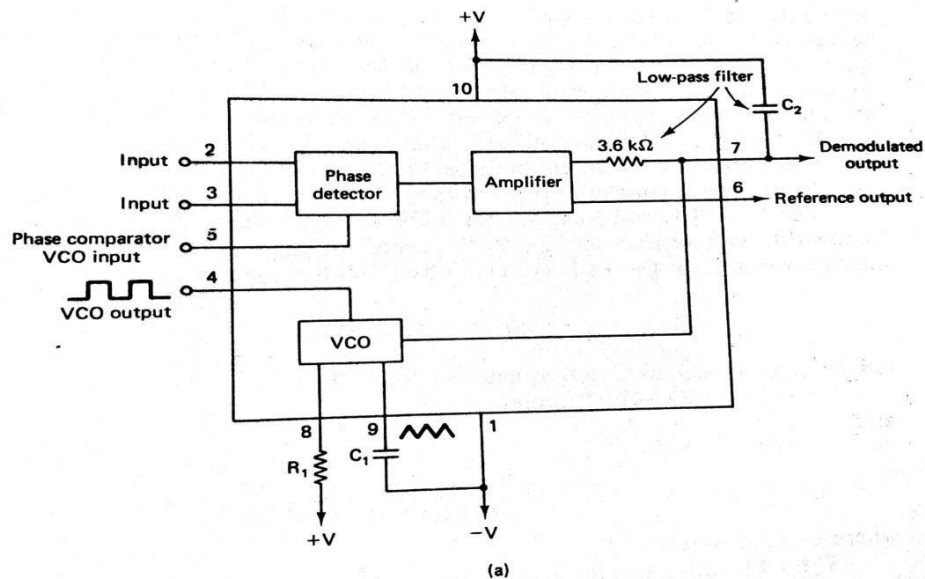 +V
10
Low-pass filter
C2
3.6 kΩ
7
Demodulated
output
2
Input
Phase
detector
Amplifier
6
Reference output
3
Input
5
Phase comparator
VCO input
4
VCO output
VCO
8
9
1
R1
C1
+V
−V
(a)